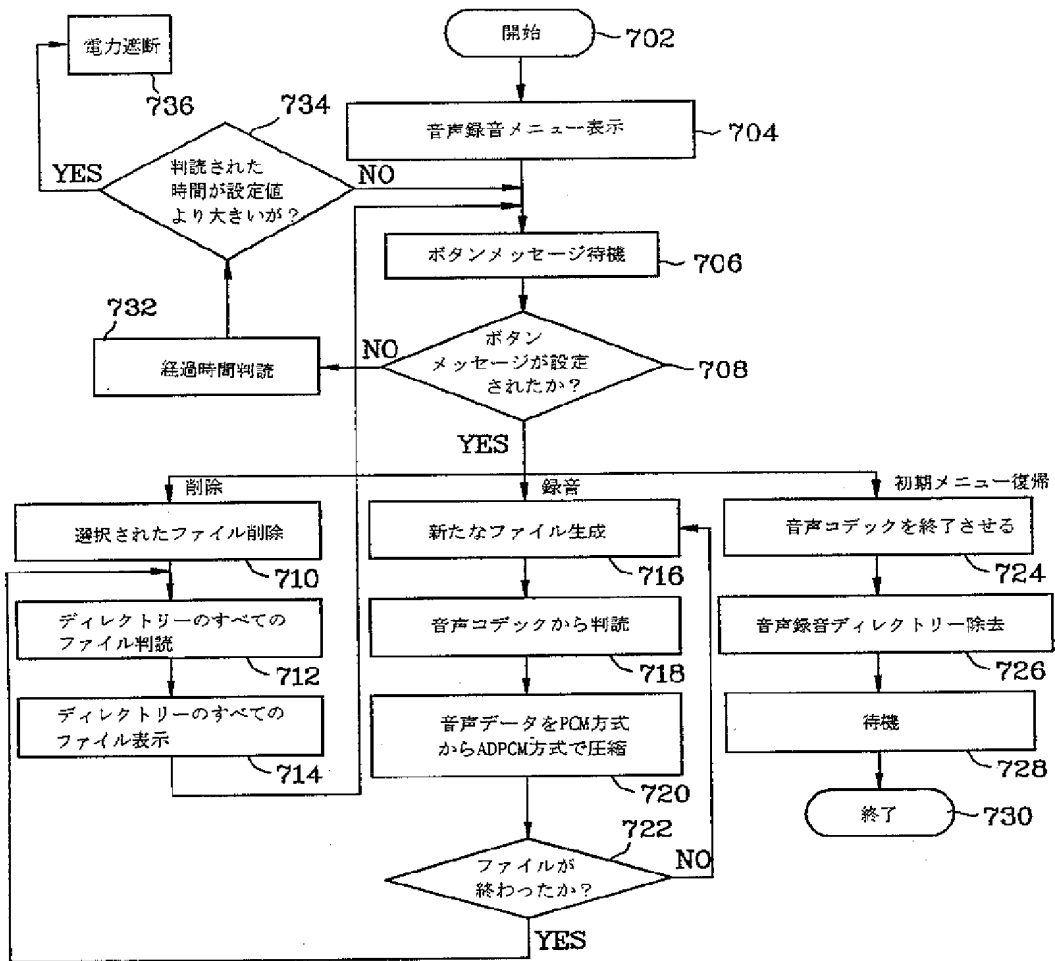 開始
702
電力遮断
736
734
音声録音メニュー表示
704
YES
判読された
時間が設定値
より大きいが？
NO
ボタンメッセージ待機
706
732
経過時間判読
NO
ボタン
メッセージが設定
されたか？
708
YES
削除
録音
初期メニュー復帰
選択されたファイル削除
710
新たなファイル生成
716
音声コデックを終了させる
724
ディレクトリーのすべての
ファイル判読
712
音声コデックから判読
718
音声録音ディレクトリー除去
726
ディレクトリーのすべての
ファイル表示
714
音声データをPCM方式
からADPCM方式で圧縮
720
待機
728
終了
730
722
ファイルが
終わったか？
NO
YES